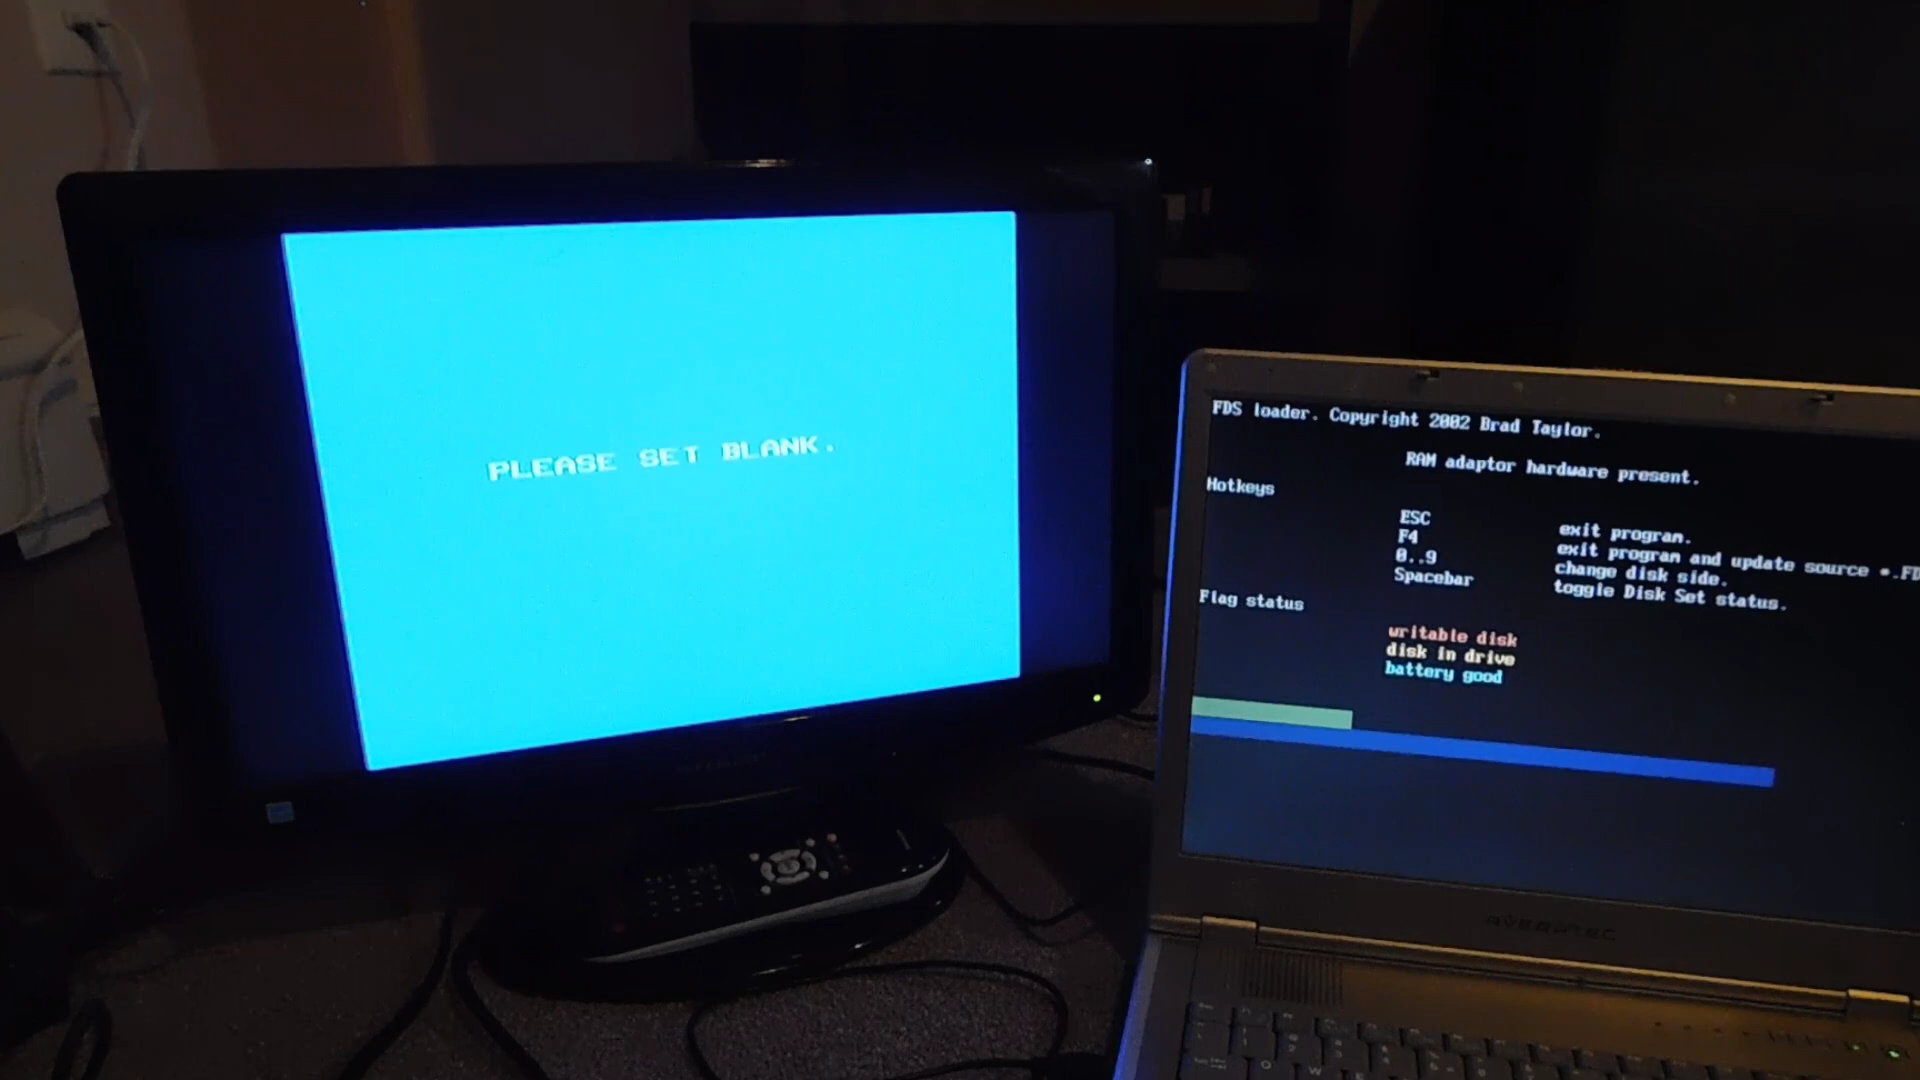 PLEASE SET BLANK.
FDS loader. Copyright 2002 Brad Taylor.
RAM adaptor hardware present.
Hotkeys
ESC exit program.
F4 exit program and update source *.FD
0..9 change disk side.
Spacebar toggle Disk Set status.
Flag status
writable disk
disk in drive
battery good
AVERATEC